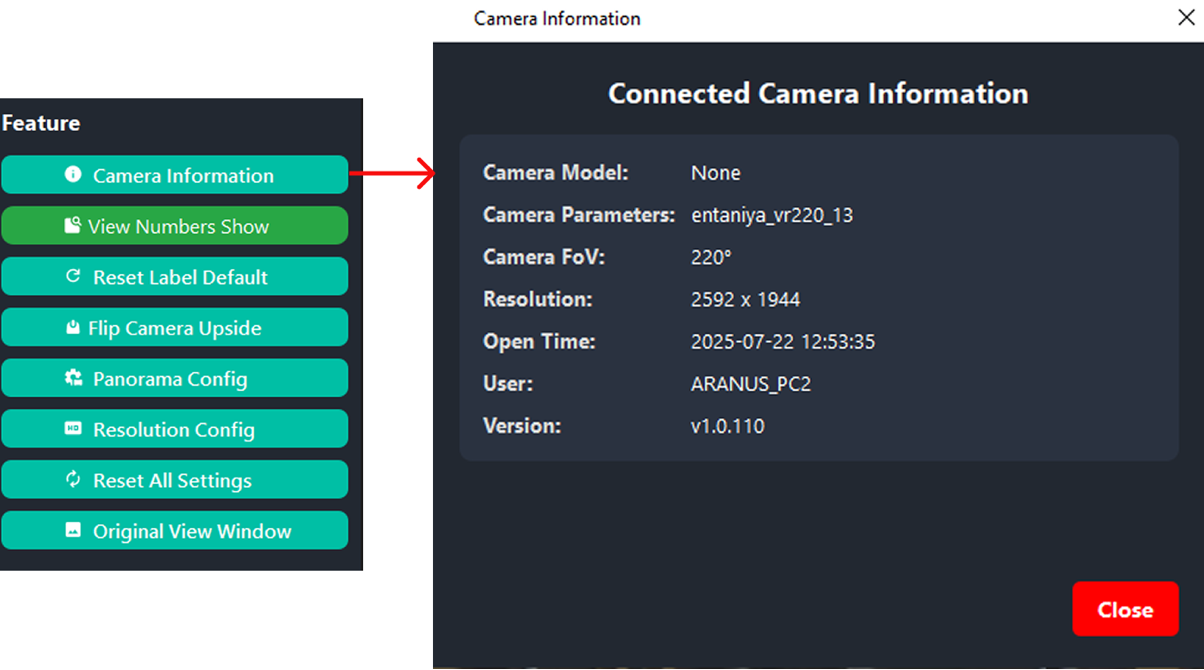 Camera Information
Connected Camera Information
Feature
Camera Information
View Numbers Show
Reset Label Default
Flip Camera Upside
Panorama Config
HD Resolution Config
Reset All Settings
Original View Window
Camera Model: None
Camera Parameters: entaniya_vr220_13
Camera FoV: 220°
Resolution: 2592 x 1944
Open Time: 2025-07-22 12:53:35
User: ARANUS_PC2
Version: v1.0.110
Close